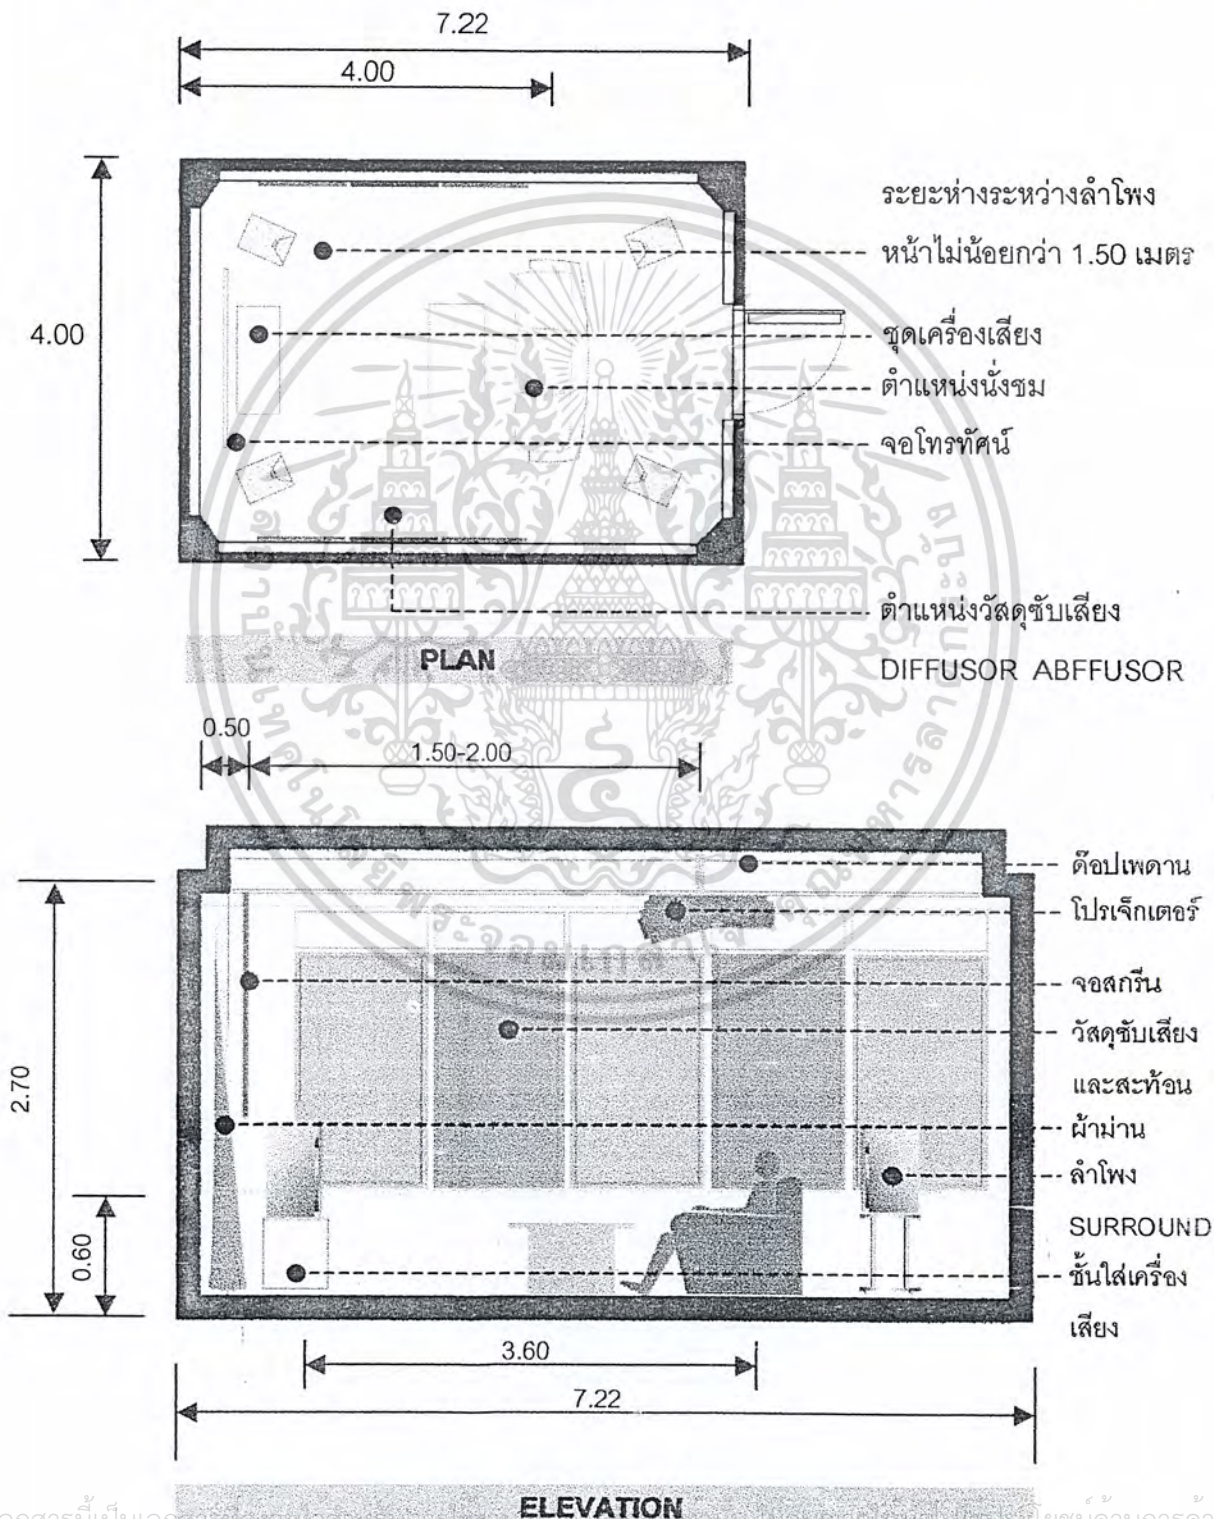 7.22
4.00
4.00
ระยะห่างระหว่างลำโพง
หน้าไม่น้อยกว่า 1.50 เมตร
ชุดเครื่องเสียง
ตำแหน่งนั่งชม
จอโทรทัศน์
ตำแหน่งวัสดุซับเสียง
DIFFUSOR ABFFUSOR
PLAN
0.50
1.50-2.00
ด๊อปเพดาน
โปรเจ็กเตอร์
จอสกรีน
วัสดุซับเสียง
และสะท้อน
ผ้าม่าน
ลำโพง
SURROUND
ชั้นใส่เครื่อง
เสียง
2.70
0.60
3.60
7.22
ELEVATION